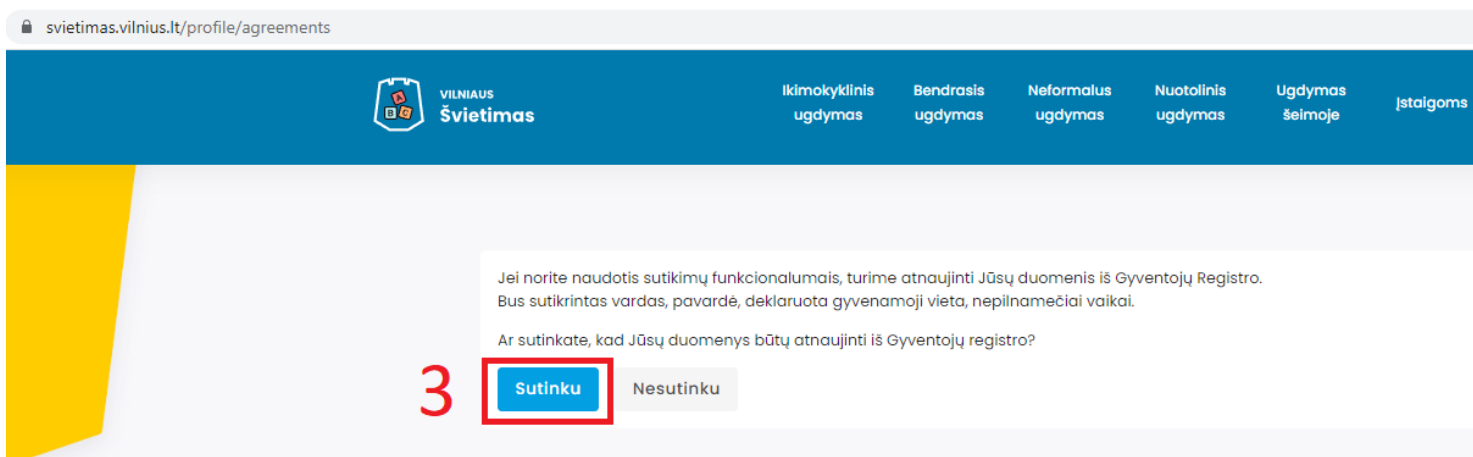 svietimas.vilnius.lt/profile/agreements
VILNIAUS
Švietimas
Ikimokyklinis
ugdymas
Bendrasis
ugdymas
Neformalus
ugdymas
Nuotolinis
ugdymas
Ugdymas
šeimoje
Įstaigoms
Jei norite naudotis sutikimų funkcionalumais, turime atnaujinti Jūsų duomenis iš Gyventojų Registro.
Bus sutikrintas vardas, pavardė, deklaruota gyvenamoji vieta, nepilnamečiai vaikai.
Ar sutinkate, kad Jūsų duomenys būtų atnaujinti iš Gyventojų registro?
3 Sutinku Nesutinku